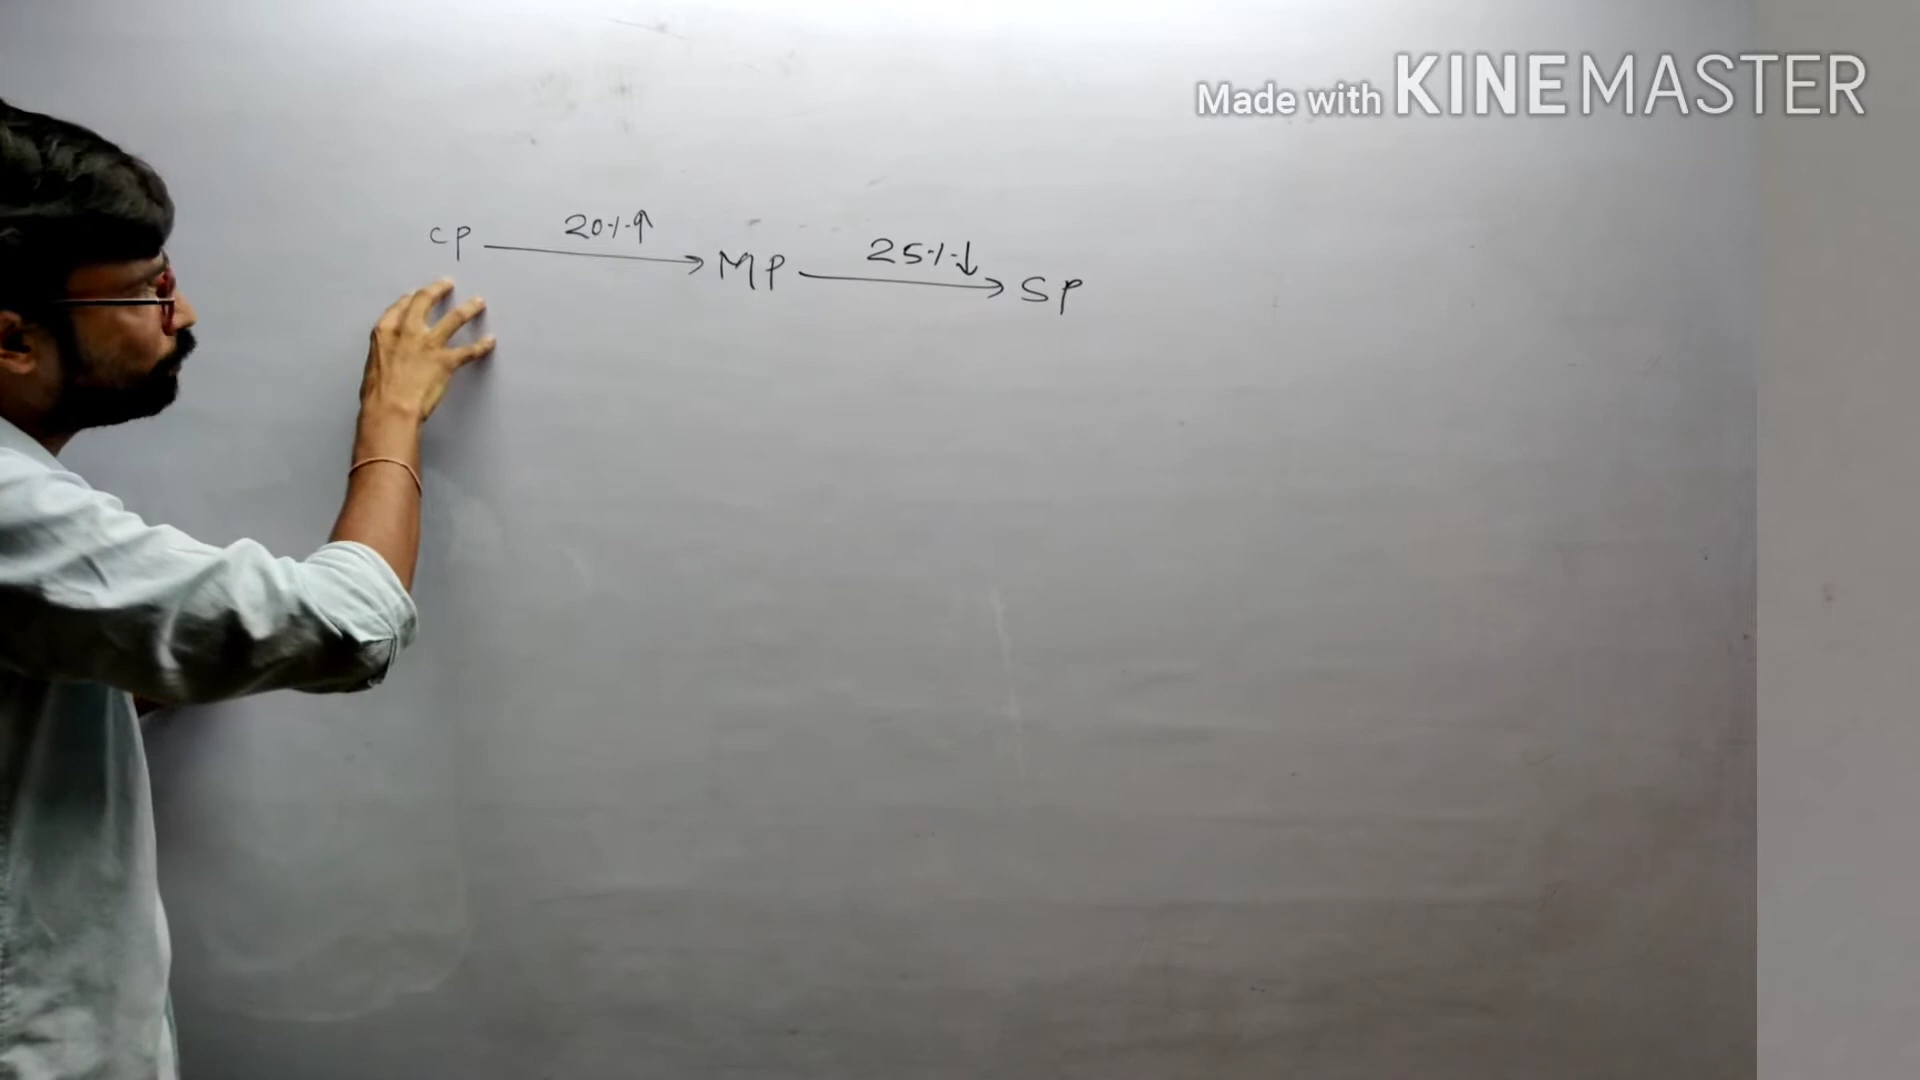 Made with KINEMASTER
CP 20%↑ → MP 25%↓ → SP